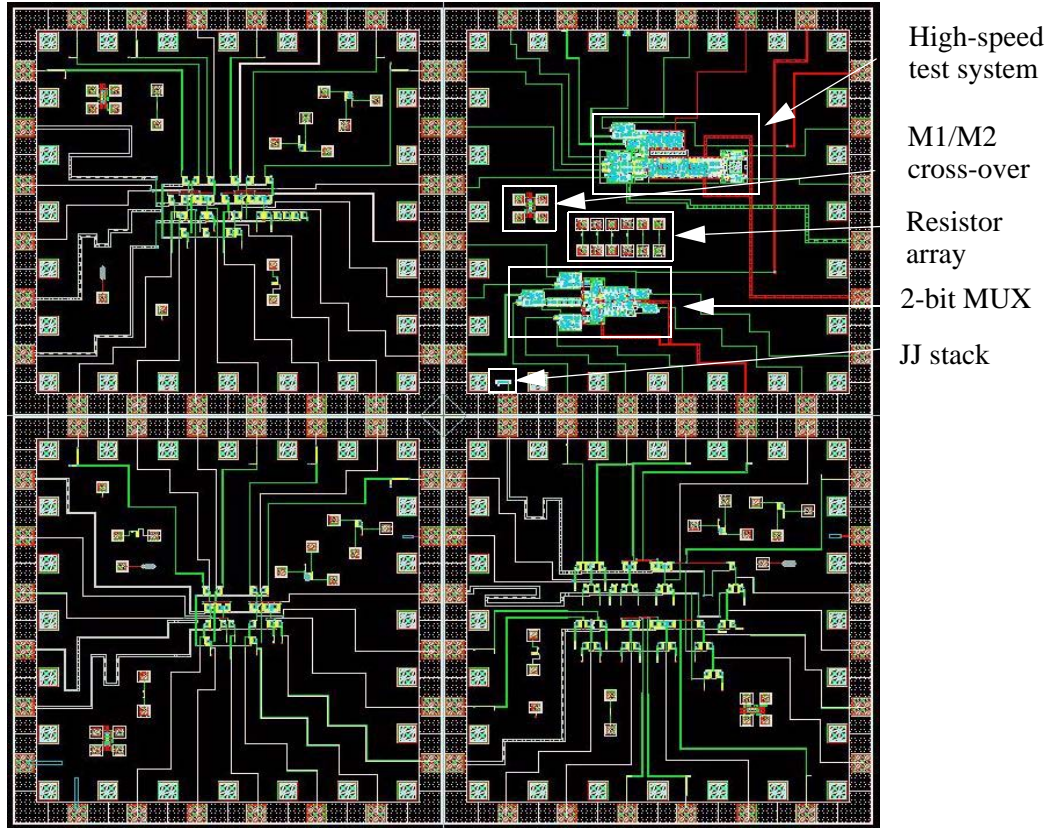 High-speed
test system
M1/M2
cross-over
Resistor
array
2-bit MUX
JJ stack